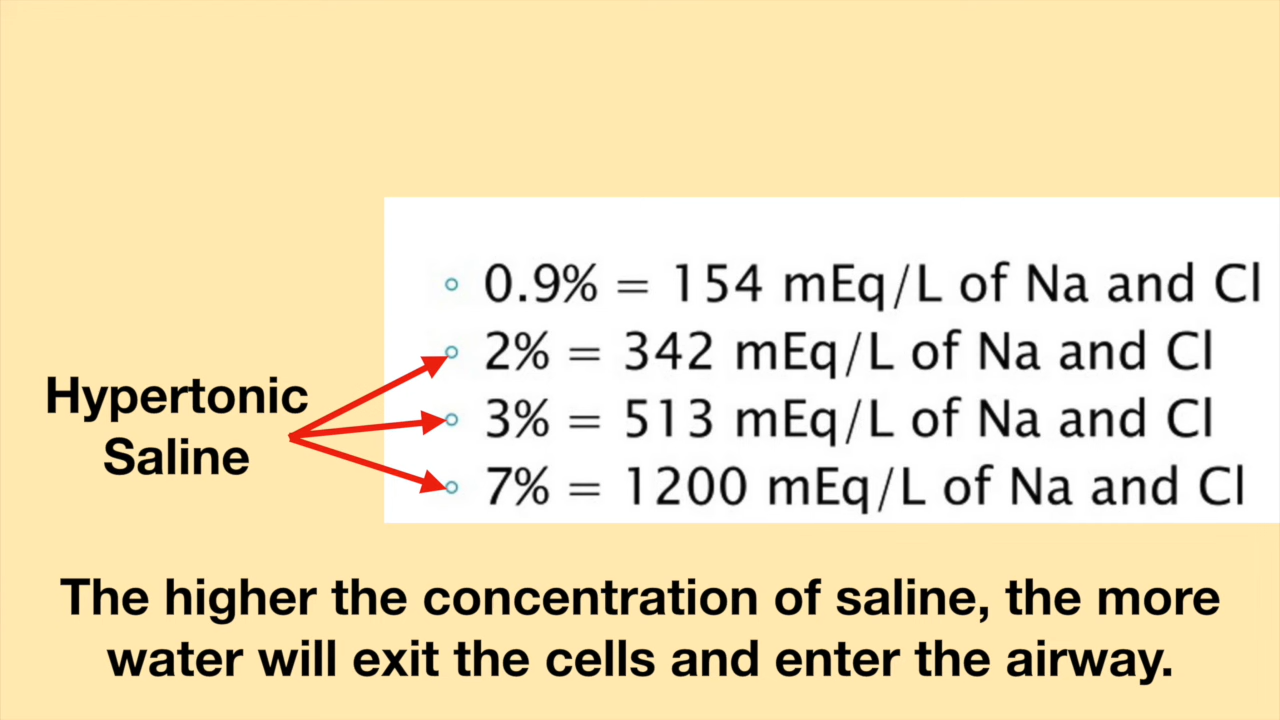 0.9% = 154 mEq/L of Na and Cl
2% = 342 mEq/L of Na and Cl
3% = 513 mEq/L of Na and Cl
7% = 1200 mEq/L of Na and Cl
Hypertonic
Saline
The higher the concentration of saline, the more
water will exit the cells and enter the airway.